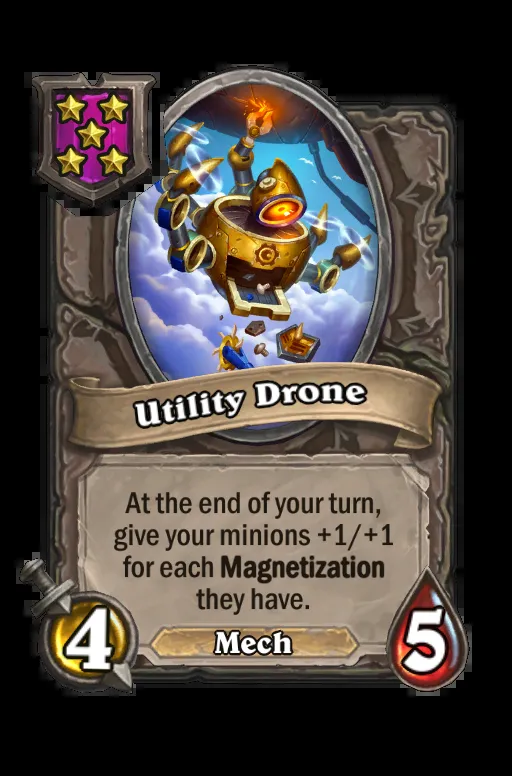 Utility Drone
At the end of your turn,
give your minions +1/+1
for each Magnetization
they have.
4
Mech
5